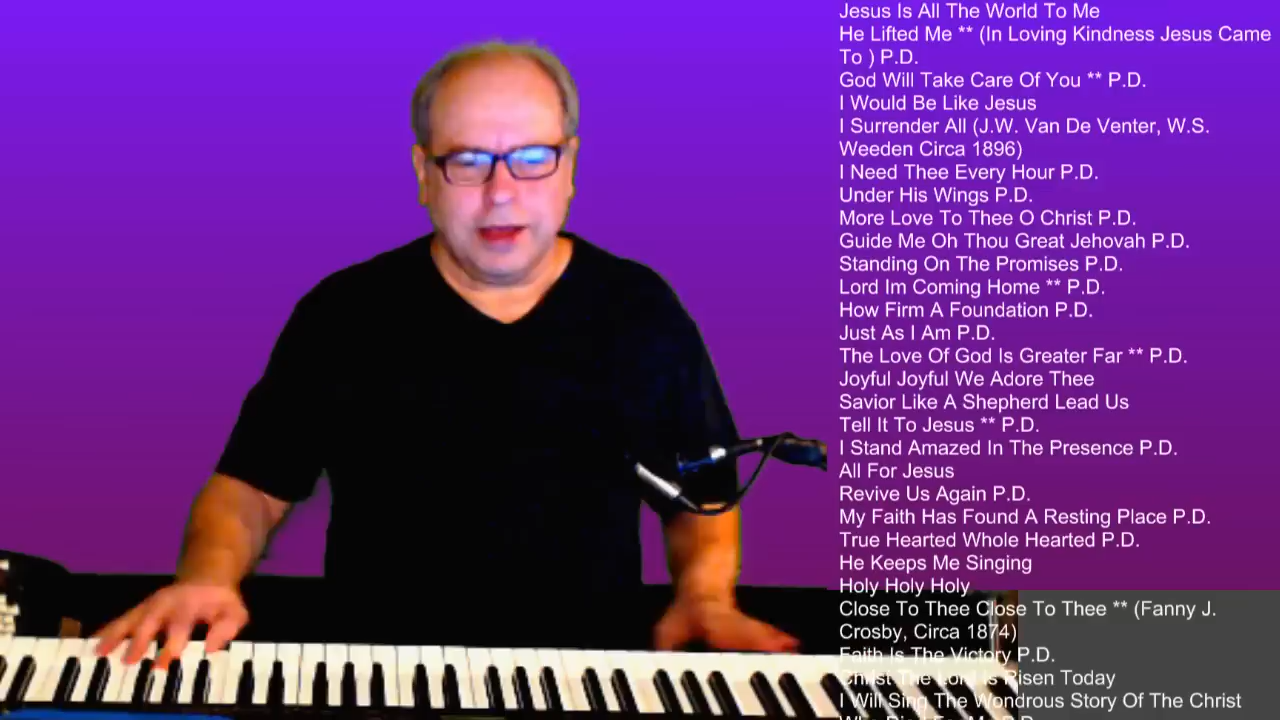 Jesus Is All The World To Me
He Lifted Me ** (In Loving Kindness Jesus Came
To ) P.D.
God Will Take Care Of You ** P.D.
I Would Be Like Jesus
I Surrender All (J.W. Van De Venter, W.S.
Weeden Circa 1896)
I Need Thee Every Hour P.D.
Under His Wings P.D.
More Love To Thee O Christ P.D.
Guide Me Oh Thou Great Jehovah P.D.
Standing On The Promises P.D.
Lord Im Coming Home ** P.D.
How Firm A Foundation P.D.
Just As I Am P.D.
The Love Of God Is Greater Far ** P.D.
Joyful Joyful We Adore Thee
Savior Like A Shepherd Lead Us
Tell It To Jesus ** P.D.
I Stand Amazed In The Presence P.D.
All For Jesus
Revive Us Again P.D.
My Faith Has Found A Resting Place P.D.
True Hearted Whole Hearted P.D.
He Keeps Me Singing
Holy Holy Holy
Close To Thee Close To Thee ** (Fanny J.
Crosby, Circa 1874)
Faith Is The Victory P.D.
Christ The Lord Is Risen Today
I Will Sing The Wondrous Story Of The Christ
Who Died For Me P.D.